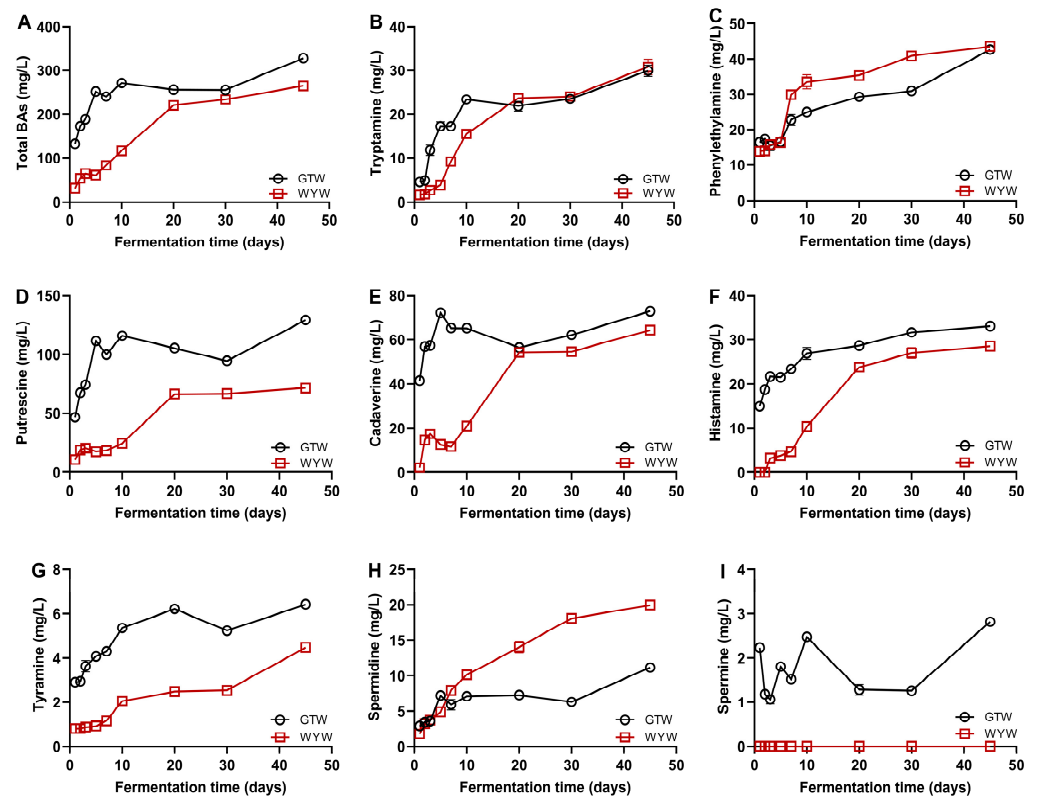 A
Total BAs (mg/L)
400
300
200
100
0
0 10 20 30 40 50
Fermentation time (days)
GTW
WYW
B
Tryptamine (mg/L)
40
30
20
10
0
0 10 20 30 40 50
Fermentation time (days)
GTW
WYW
C
Phenylethylamine (mg/L)
50
40
30
20
10
0
0 10 20 30 40 50
Fermentation time (days)
GTW
WYW
D
Putrescine (mg/L)
150
100
50
0
0 10 20 30 40 50
Fermentation time (days)
GTW
WYW
E
Cadaverine (mg/L)
80
60
40
20
0
0 10 20 30 40 50
Fermentation time (days)
GTW
WYW
F
Histamine (mg/L)
40
30
20
10
0
0 10 20 30 40 50
Fermentation time (days)
GTW
WYW
G
Tyramine (mg/L)
8
6
4
2
0
0 10 20 30 40 50
Fermentation time (days)
GTW
WYW
H
Spermidine (mg/L)
25
20
15
10
5
0
0 10 20 30 40 50
Fermentation time (days)
GTW
WYW
I
Spermine (mg/L)
4
3
2
1
0
0 10 20 30 40 50
Fermentation time (days)
GTW
WYW